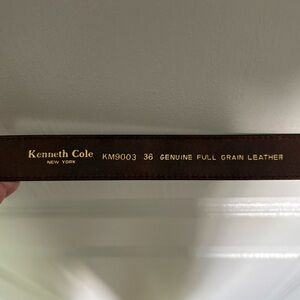 Kenneth Cole KM9003 36 GENUINE FULL GRAIN LEATHER
NEW YORK